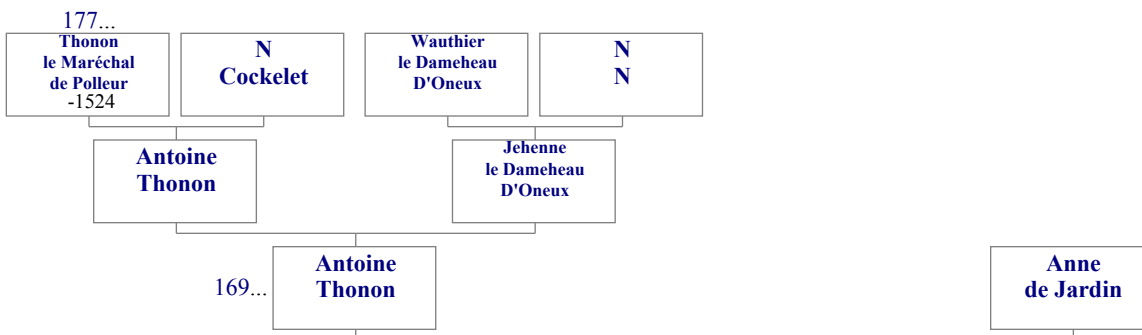 177...
Thonon
le Maréchal
de Polleur
-1524
N
Cockelet
Wauthier
le Dameheau
D'Oneux
N
N
Antoine
Thonon
Jehenne
le Dameheau
D'Oneux
169...
Antoine
Thonon
Anne
de Jardin